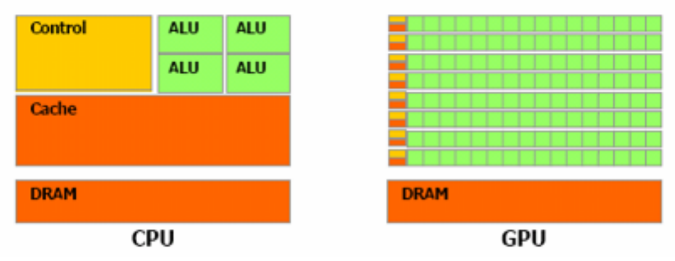 Control
ALU ALU
ALU ALU
Cache
DRAM
CPU
DRAM
GPU